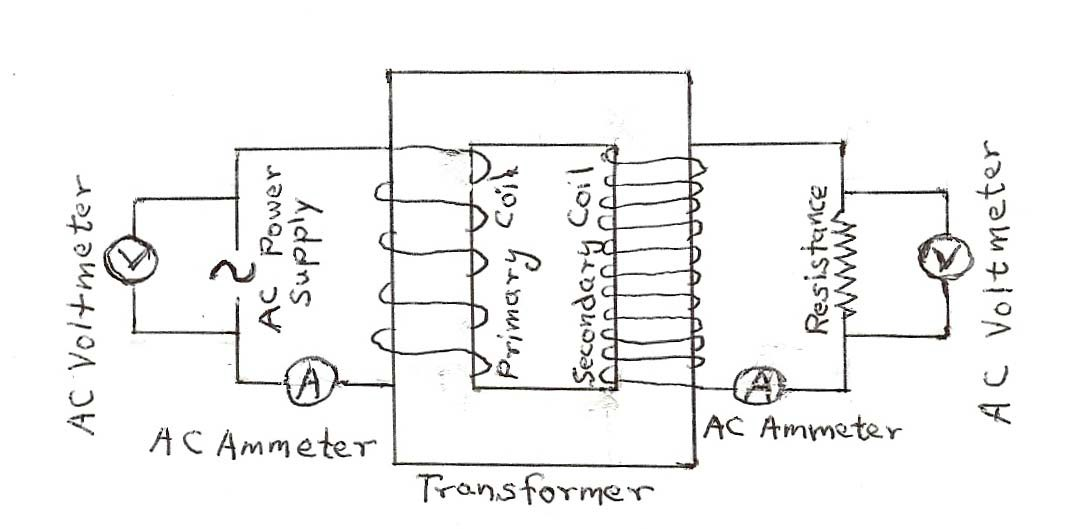 AC Voltmeter
V
AC Power
Supply
A
AC Ammeter
Primary Coil
Secondary Coil
Transformer
Resistance
A
AC Ammeter
V
AC Voltmeter